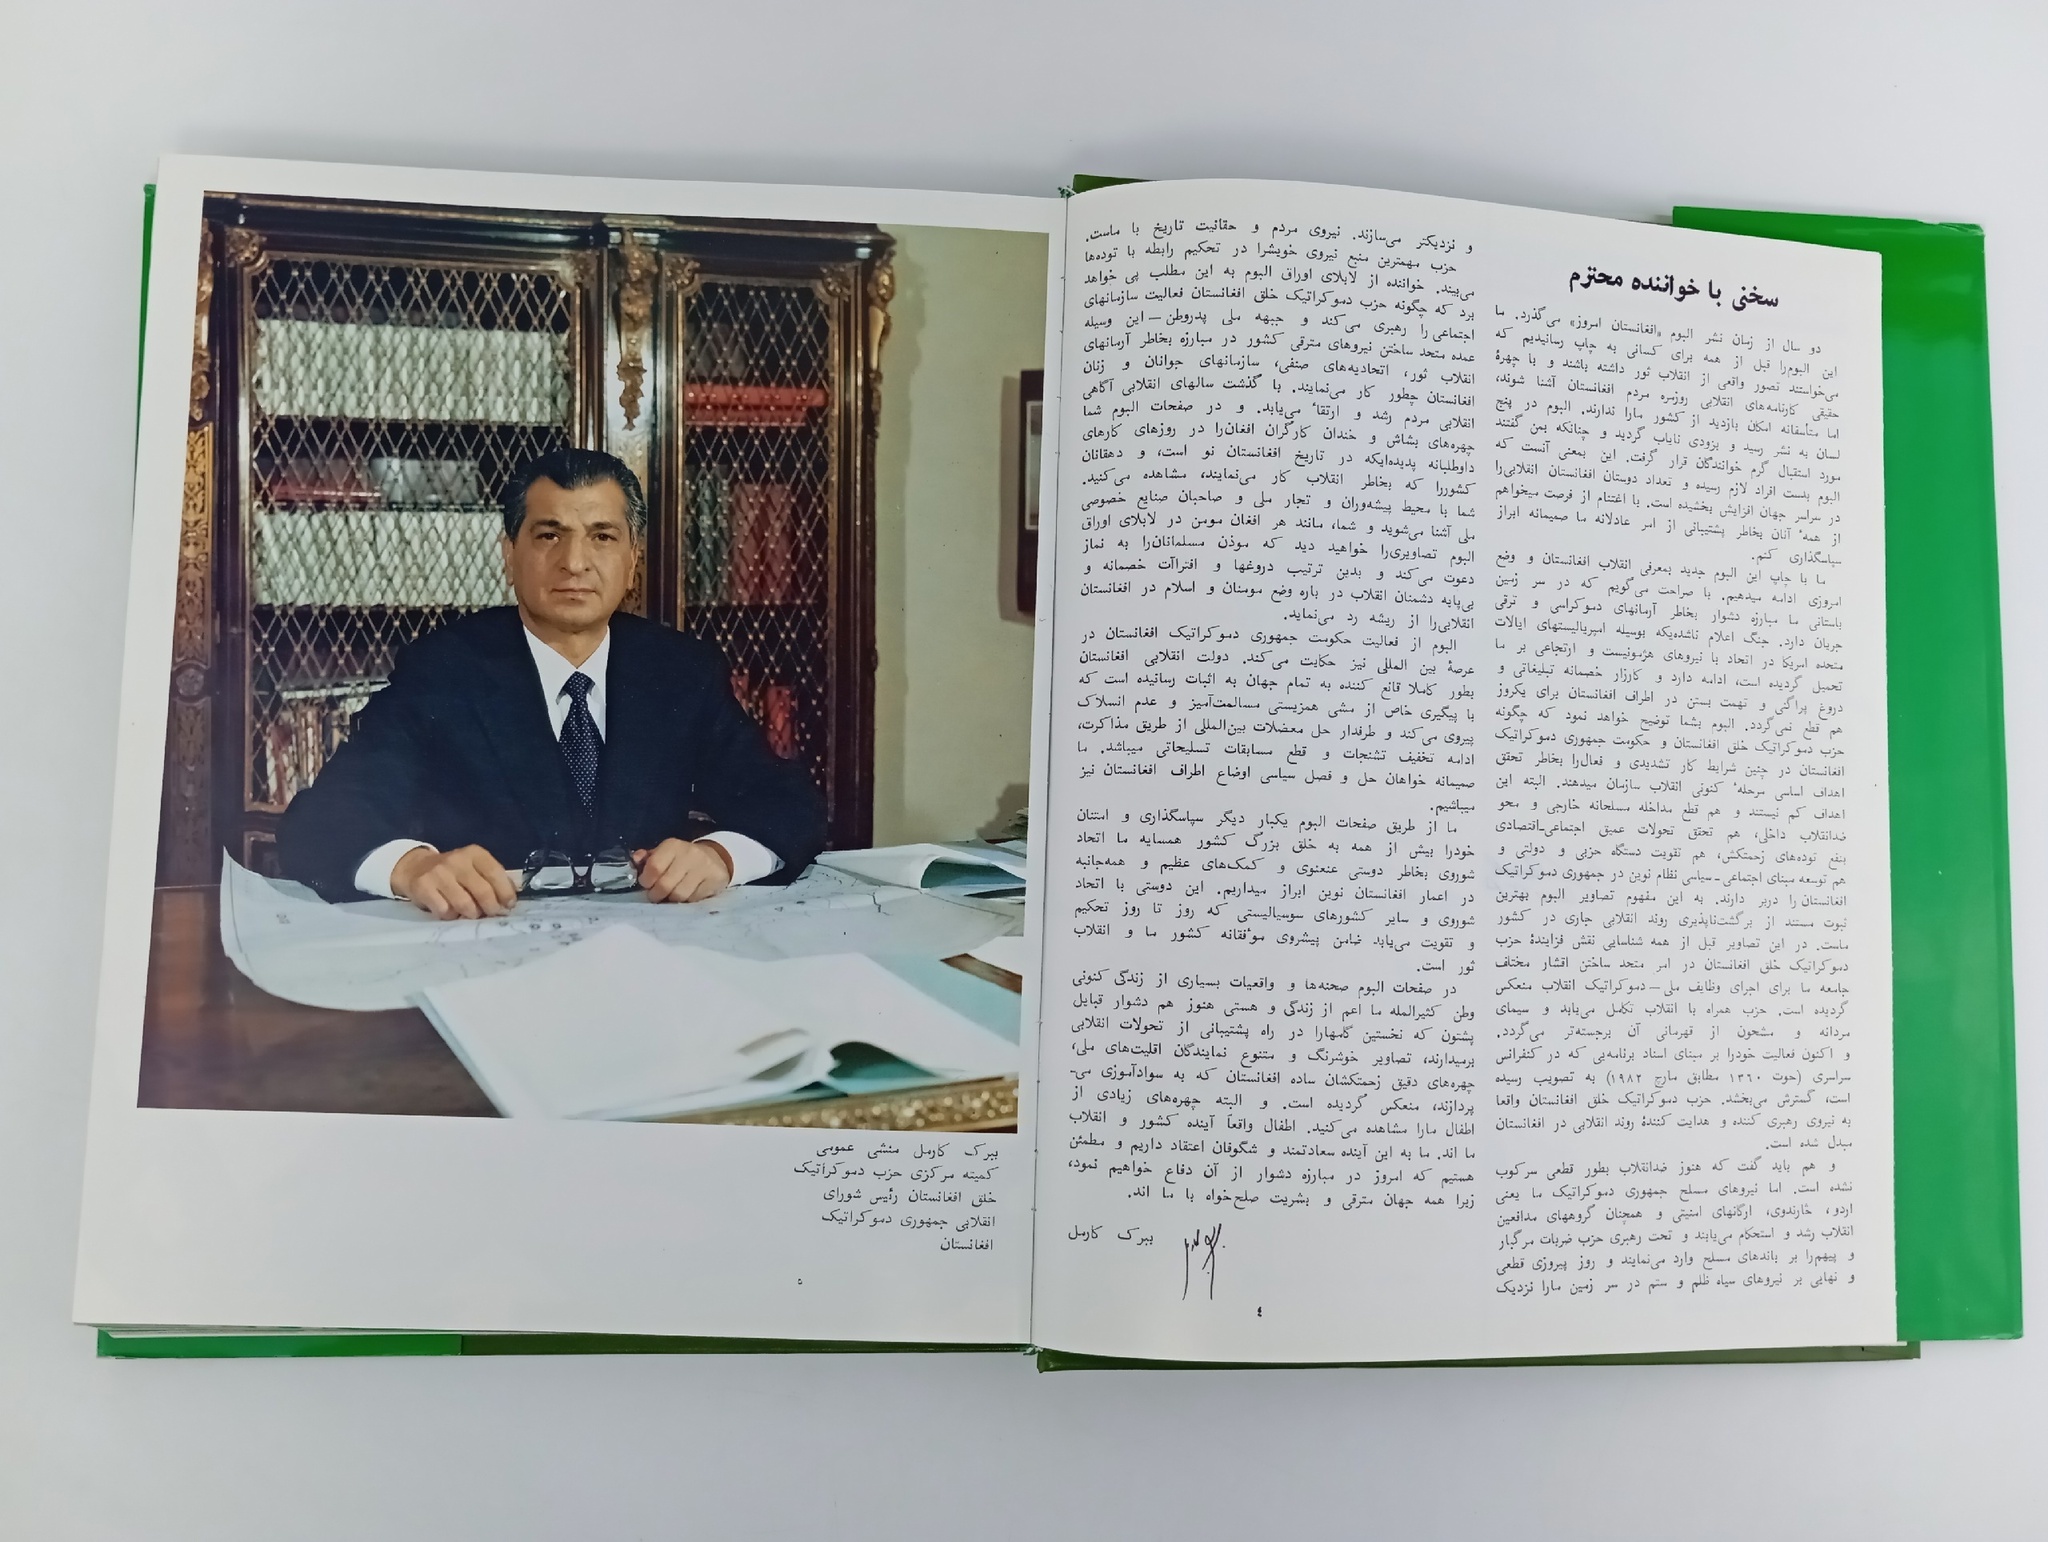 سخنی با خواننده محترم
دو سال از زمان نشر البوم «افغانستان امروز» می‌گذرد. ما
این البوم‌را قبل از همه برای کسانی به چاپ رسانیدیم که
می‌خواستند تصور واقعی از انقلاب ثور داشته باشند و با چهرهٔ
حقیقی کارنامه‌های انقلابی روزمره مردم افغانستان آشنا شوند،
اما متأسفانه امکان بازدید از کشور مارا ندارند. البوم در پنج
لسان به نشر رسید و بزودی نایاب گردید و چنانکه بمن گفتند
مورد استقبال گرم خوانندگان قرار گرفت. این بمعنی آنست که
البوم بدست افراد لازم رسیده و تعداد دوستان افغانستان انقلابی‌را
در سراسر جهان افزایش بخشیده است. با اغتنام از فرصت میخواهم
از همهٔ آنان بخاطر پشتیبانی از امر عادلانه ما صمیمانه ابراز
سپاسگذاری کنم.
ما با چاپ این البوم جدید بمعرفی انقلاب افغانستان و وضع
امروزی ادامه میدهیم. با صراحت می‌گویم که در سر زمین
باستانی ما مبارزه دشوار بخاطر آرمانهای دموکراسی و ترقی
جریان دارد. جنگ اعلام ناشده‌یکه بوسیله امپریالیستهای ایالات
متحده امریکا در اتحاد با نیروهای هژمونیست و ارتجاعی بر ما
تحمیل گردیده است، ادامه دارد و کارزار خصمانه تبلیغاتی و
دروغ پراگنی و تهمت بستن در اطراف افغانستان برای یکروز
هم قطع نمی‌گردد. البوم بشما توضیح خواهد نمود که چگونه
حزب دموکراتیک خلق افغانستان و حکومت جمهوری دموکراتیک
افغانستان در چنین شرایط کار تشدیدی و فعال‌را بخاطر تحقق
اهداف اساسی مرحلهٔ کنونی انقلاب سازمان میدهند. البته این
اهداف کم نیستند و هم قطع مداخله مسلحانه خارجی و محو
ضدانقلاب داخلی، هم تحقق تحولات عمیق اجتماعی‌ـ‌اقتصادی
بنفع توده‌های زحمتکش، هم تقویت دستگاه حزبی و دولتی و
هم توسعه مبنای اجتماعی ـ سیاسی نظام نوین در جمهوری دموکراتیک
افغانستان را دربر دارند. به این مفهوم تصاویر البوم بهترین
ثبوت مستند از برگشت‌ناپذیری روند انقلابی جاری در کشور
ماست. در این تصاویر قبل از همه شناسایی نقش فزایندهٔ حزب
دموکراتیک خلق افغانستان در امر متحد ساختن اقشار مختلف
جامعه ما برای اجرای وظایف ملی — دموکراتیک انقلاب منعکس
گردیده است. حزب همراه با انقلاب تکامل می‌یابد و سیمای
مردانه و مشحون از قهرمانی آن برجسته‌تر می‌گردد.
و اکنون فعالیت خودرا بر مبنای اسناد برنامه‌یی که در کنفرانس
سراسری (حوت ۱۳٦۰ مطابق مارچ ۱۹۸۲) به تصویب رسیده
است، گسترش می‌بخشد. حزب دموکراتیک خلق افغانستان واقعا
به نیروی رهبری کننده و هدایت کنندهٔ روند انقلابی در افغانستان
مبدل شده است.
و هم باید گفت که هنوز ضدانقلاب بطور قطعی سرکوب
نشده است. اما نیروهای مسلح جمهوری دموکراتیک ما یعنی
اردو، څارندوی، ارگانهای امنیتی و همچنان گروههای مدافعین
انقلاب رشد و استحکام می‌یابند و تحت رهبری حزب ضربات مرگبار
و پیهم‌را بر باندهای مسلح وارد می‌نمایند و روز پیروزی قطعی
و نهایی بر نیروهای سیاه ظلم و ستم در سر زمین مارا نزدیک
و نزدیکتر می‌سازند. نیروی مردم و حقانیت تاریخ با ماست.
حزب مهمترین منبع نیروی خویشرا در تحکیم رابطه با توده‌ها
می‌بیند. خواننده از لابلای اوراق البوم به این مطلب پی خواهد
برد که چگونه حزب دموکراتیک خلق افغانستان فعالیت سازمانهای
اجتماعی‌را رهبری می‌کند و جبهه ملی پدروطن — این وسیله
عمده متحد ساختن نیروهای مترقی کشور در مبارزه بخاطر آرمانهای
انقلاب ثور، اتحادیه‌های صنفی، سازمانهای جوانان و زنان
افغانستان چطور کار می‌نمایند. با گذشت سالهای انقلابی آگاهی
انقلابی مردم رشد و ارتقأ می‌یابد. و در صفحات البوم شما
چهره‌های بشاش و خندان کارگران افغان‌را در روزهای کارهای
داوطلبانه پدیده‌ایکه در تاریخ افغانستان نو است، و دهقانان
کشوررا که بخاطر انقلاب کار می‌نمایند، مشاهده می‌کنید.
شما با محیط پیشه‌وران و تجار ملی و صاحبان صنایع خصوصی
ملی آشنا می‌شوید و شما، مانند هر افغان مومن در لابلای اوراق
البوم تصاویری‌را خواهید دید که موذن مسلمانان‌را به نماز
دعوت می‌کند و بدین ترتیب دروغها و افترأات خصمانه و
بی‌پایه دشمنان انقلاب در باره وضع مومنان و اسلام در افغانستان
انقلابی‌را از ریشه رد می‌نماید.
البوم از فعالیت حکومت جمهوری دموکراتیک افغانستان در
عرصهٔ بین المللی نیز حکایت می‌کند. دولت انقلابی افغانستان
بطور کاملا قانع کننده به تمام جهان به اثبات رسانیده است که
با پیگیری خاص از مشی همزیستی مسالمت‌آمیز و عدم انسلاک
پیروی می‌کند و طرفدار حل معضلات بین‌المللی از طریق مذاکرت،
ادامه تخفیف تشنجات و قطع مسابقات تسلیحاتی میباشد. ما
صمیمانه خواهان حل و فصل سیاسی اوضاع اطراف افغانستان نیز
میباشیم.
ما از طریق صفحات البوم یکبار دیگر سپاسگذاری و امتنان
خودرا بیش از همه به خلق بزرگ کشور همسایه ما اتحاد
شوروی بخاطر دوستی عنعنوی و کمک‌های عظیم و همه‌جانبه
در اعمار افغانستان نوین ابراز میداریم. این دوستی با اتحاد
شوروی و سایر کشورهای سوسیالیستی که روز تا روز تحکیم
و تقویت می‌یابد ضامن پیشروی موٴفقانه کشور ما و انقلاب
ثور است.
در صفحات البوم صحنه‌ها و واقعیات بسیاری از زندگی کنونی
وطن کثیرالمله ما اعم از زندگی و هستی هنوز هم دشوار قبایل
پشتون که نخستین گامهارا در راه پشتیبانی از تحولات انقلابی
برمیدارند، تصاویر خوشرنگ و متنوع نمایندگان اقلیت‌های ملی،
چهره‌های دقیق زحمتکشان ساده افغانستان که به سوادآموزی می‌ـ
پردازند، منعکس گردیده است. و البته چهره‌های زیادی از
اطفال مارا مشاهده می‌کنید. اطفال واقعاً آینده کشور و انقلاب
ما اند. ما به این آینده سعادتمند و شگوفان اعتقاد داریم و مطمئن
هستیم که امروز در مبارزه دشوار از آن دفاع خواهیم نمود،
زیرا همه جهان مترقی و بشریت صلح‌خواه با ما اند.
ببرک کارمل
٤
ببرک کارمل منشی عمومی
کمیته مرکزی حزب دموکراتیک
خلق افغانستان رئیس شورای
انقلابی جمهوری دموکراتیک
افغانستان
٥